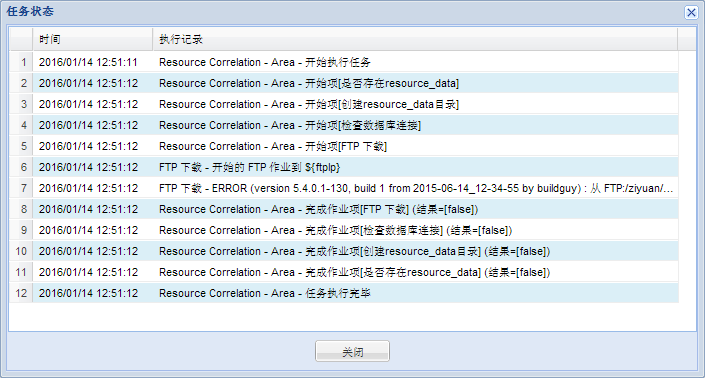 任务状态
时间 执行记录
1 2016/01/14 12:51:11 Resource Correlation - Area - 开始执行任务
2 2016/01/14 12:51:12 Resource Correlation - Area - 开始项[是否存在resource_data]
3 2016/01/14 12:51:12 Resource Correlation - Area - 开始项[创建resource_data目录]
4 2016/01/14 12:51:12 Resource Correlation - Area - 开始项[检查数据库连接]
5 2016/01/14 12:51:12 Resource Correlation - Area - 开始项[FTP 下载]
6 2016/01/14 12:51:12 FTP 下载 - 开始的 FTP 作业到 ${ftpIp}
7 2016/01/14 12:51:12 FTP 下载 - ERROR (version 5.4.0.1-130, build 1 from 2015-06-14_12-34-55 by buildguy) : 从 FTP:/ziyuan/...
8 2016/01/14 12:51:12 Resource Correlation - Area - 完成作业项[FTP 下载] (结果=[false])
9 2016/01/14 12:51:12 Resource Correlation - Area - 完成作业项[检查数据库连接] (结果=[false])
10 2016/01/14 12:51:12 Resource Correlation - Area - 完成作业项[创建resource_data目录] (结果=[false])
11 2016/01/14 12:51:12 Resource Correlation - Area - 完成作业项[是否存在resource_data] (结果=[false])
12 2016/01/14 12:51:12 Resource Correlation - Area - 任务执行完毕
关闭